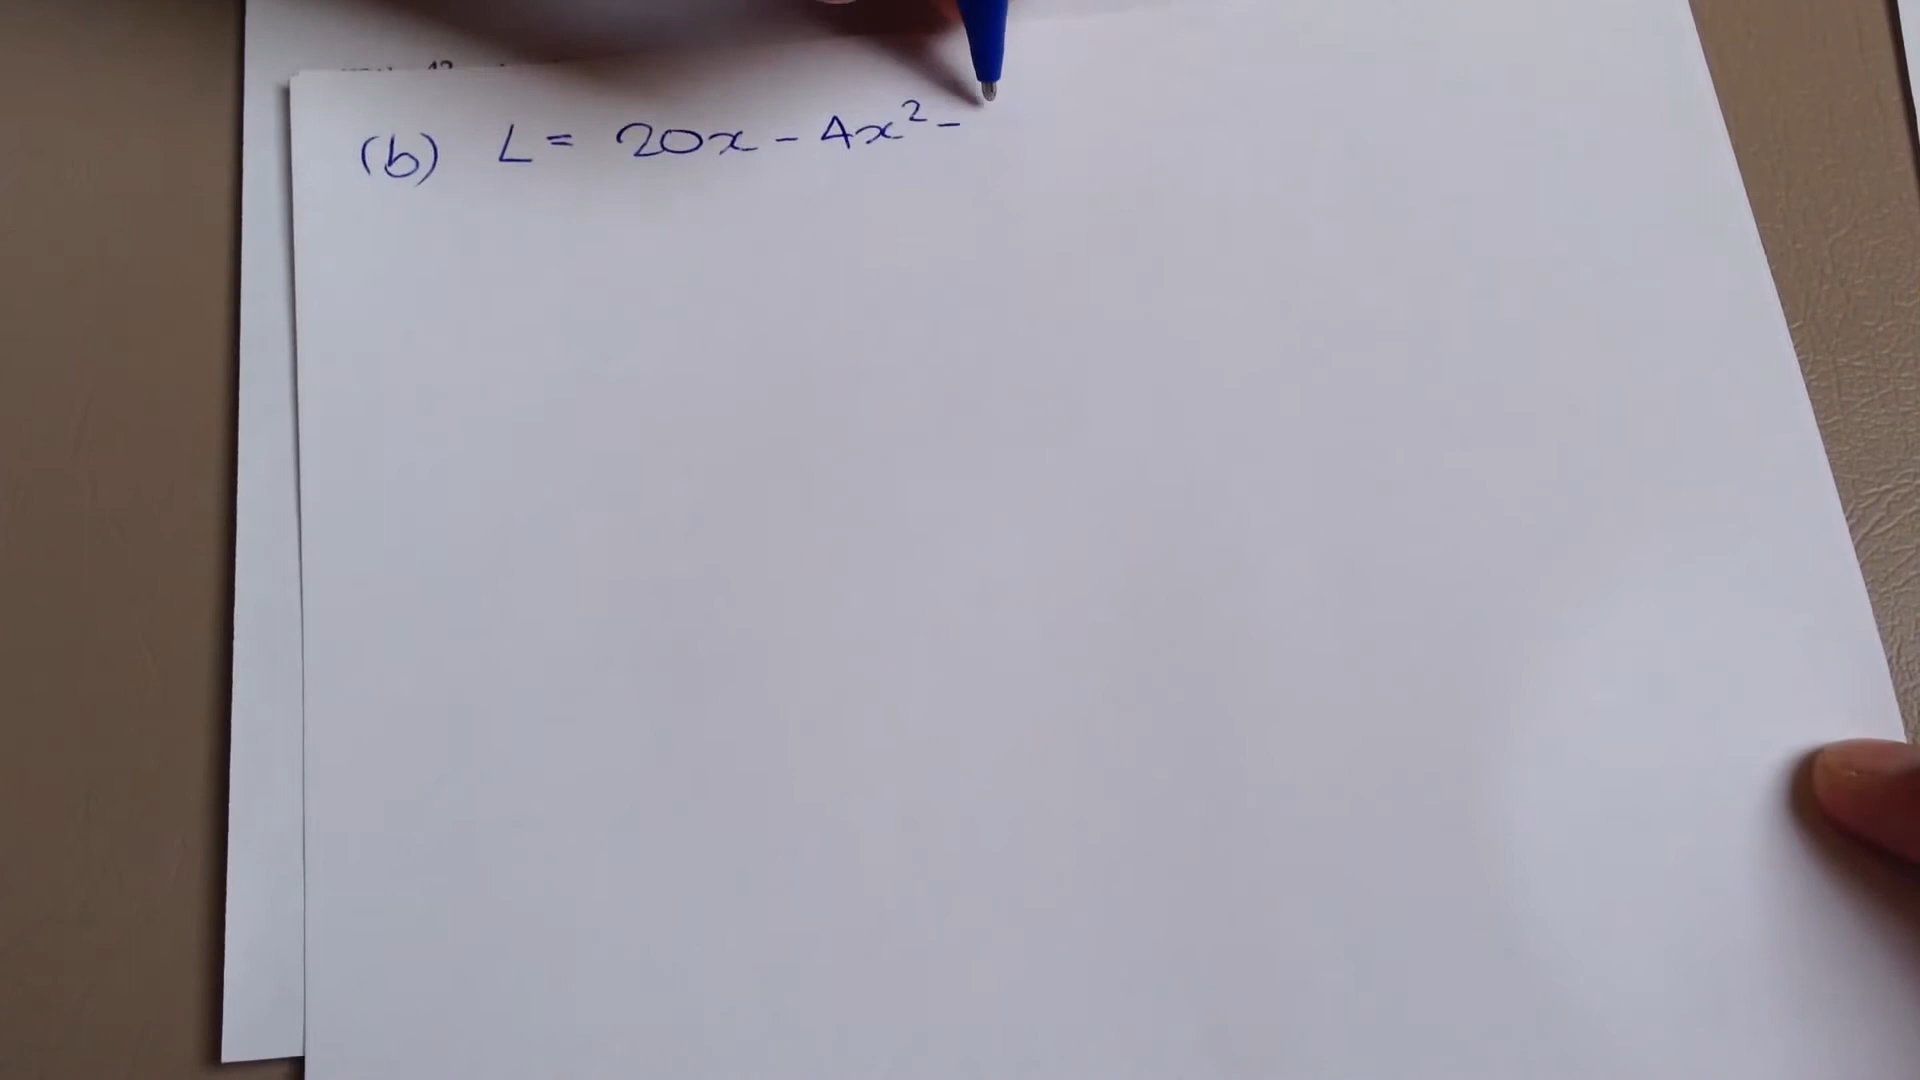 (b) L = 20x - 4x² -